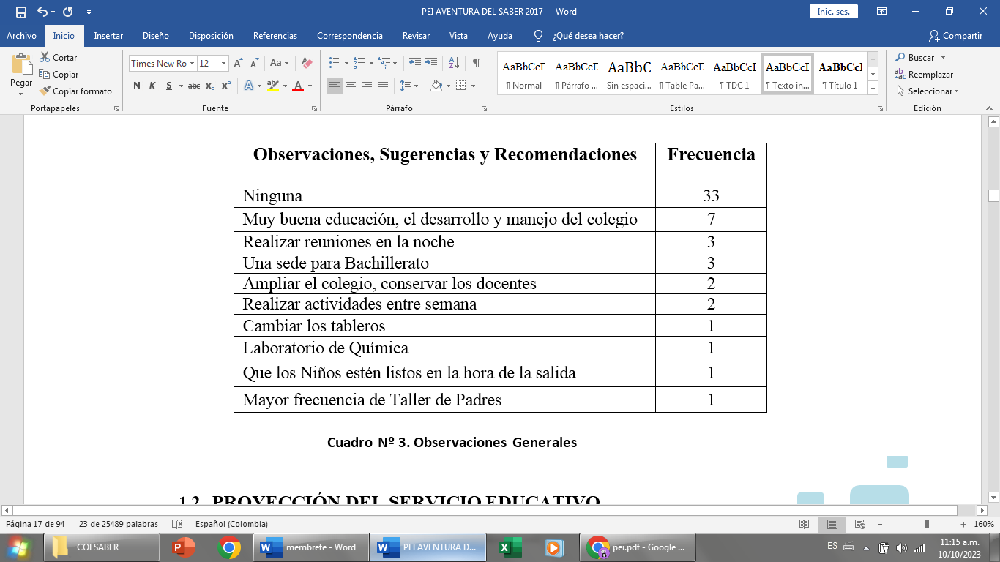 PEI AVENTURA DEL SABER 2017 - Word
Inic. ses.
Archivo Inicio Insertar Diseño Disposición Referencias Correspondencia Revisar Vista Ayuda ¿Qué desea hacer? Compartir
Pegar
Cortar
Copiar
Copiar formato
Portapapeles
Times New Ro 12
A A Aa
N K S abc x₂ x² A ab A
Fuente
Párrafo
AaBbCcD AaBbCcD AaBbC AaBbCcD AaBbCcI AaBbCcI AaBbCcl
¶ Normal ¶ Párrafo ... Sin espaci... ¶ Table Pa... ¶ TDC 1 ¶ Texto in... ¶ Título 1
Estilos
Buscar
Reemplazar
Seleccionar
Edición
Observaciones, Sugerencias y Recomendaciones Frecuencia
Ninguna 33
Muy buena educación, el desarrollo y manejo del colegio 7
Realizar reuniones en la noche 3
Una sede para Bachillerato 3
Ampliar el colegio, conservar los docentes 2
Realizar actividades entre semana 2
Cambiar los tableros 1
Laboratorio de Química 1
Que los Niños estén listos en la hora de la salida 1
Mayor frecuencia de Taller de Padres 1
Cuadro Nº 3. Observaciones Generales
1.2 PROYECCIÓN DEL SERVICIO EDUCATIVO
Página 17 de 94 23 de 25489 palabras Español (Colombia) 160%
COLSABER membrete - Word PEI AVENTURA D... pei.pdf - Google ... ES
11:15 a.m.
10/10/2023